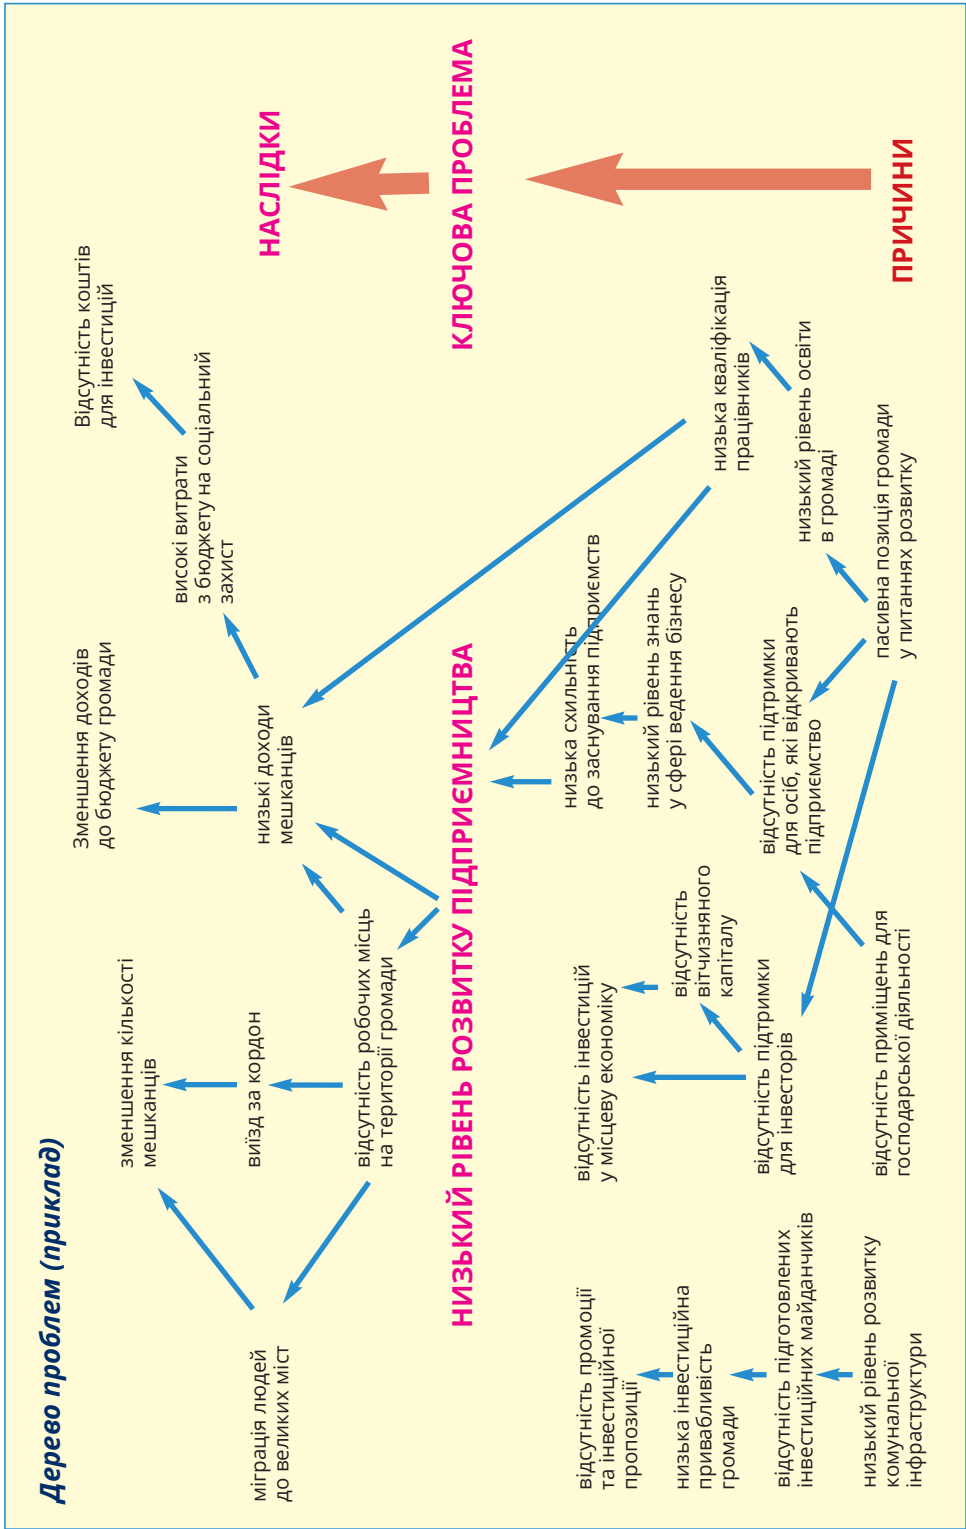 Дерево проблем (приклад)
Зменшення доходів
до бюджету громади
Відсутність коштів
для інвестицій
зменшення кількості
мешканців
високі витрати
з бюджету на соціальний
захист
міграція людей
до великих міст
виїзд за кордон
низькі доходи
мешканців
НАСЛІДКИ
відсутність робочих місць
на території громади
НИЗЬКИЙ РІВЕНЬ РОЗВИТКУ ПІДПРИЄМНИЦТВА
КЛЮЧОВА ПРОБЛЕМА
відсутність промоції
та інвестиційної
пропозиції
відсутність інвестицій
у місцеву економіку
низька схильність
до заснування підприємств
низька інвестиційна
привабливість
громади
відсутність
вітчизняного
капіталу
низький рівень знань
у сфері ведення бізнесу
низька кваліфікація
працівників
відсутність підготовлених
інвестиційних майданчиків
відсутність підтримки
для інвесторів
відсутність підтримки
для осіб, які відкривають
підприємство
низький рівень освіти
в громаді
низький рівень розвитку
комунальної
інфраструктури
відсутність приміщень для
господарської діяльності
пасивна позиція громади
у питаннях розвитку
ПРИЧИНИ